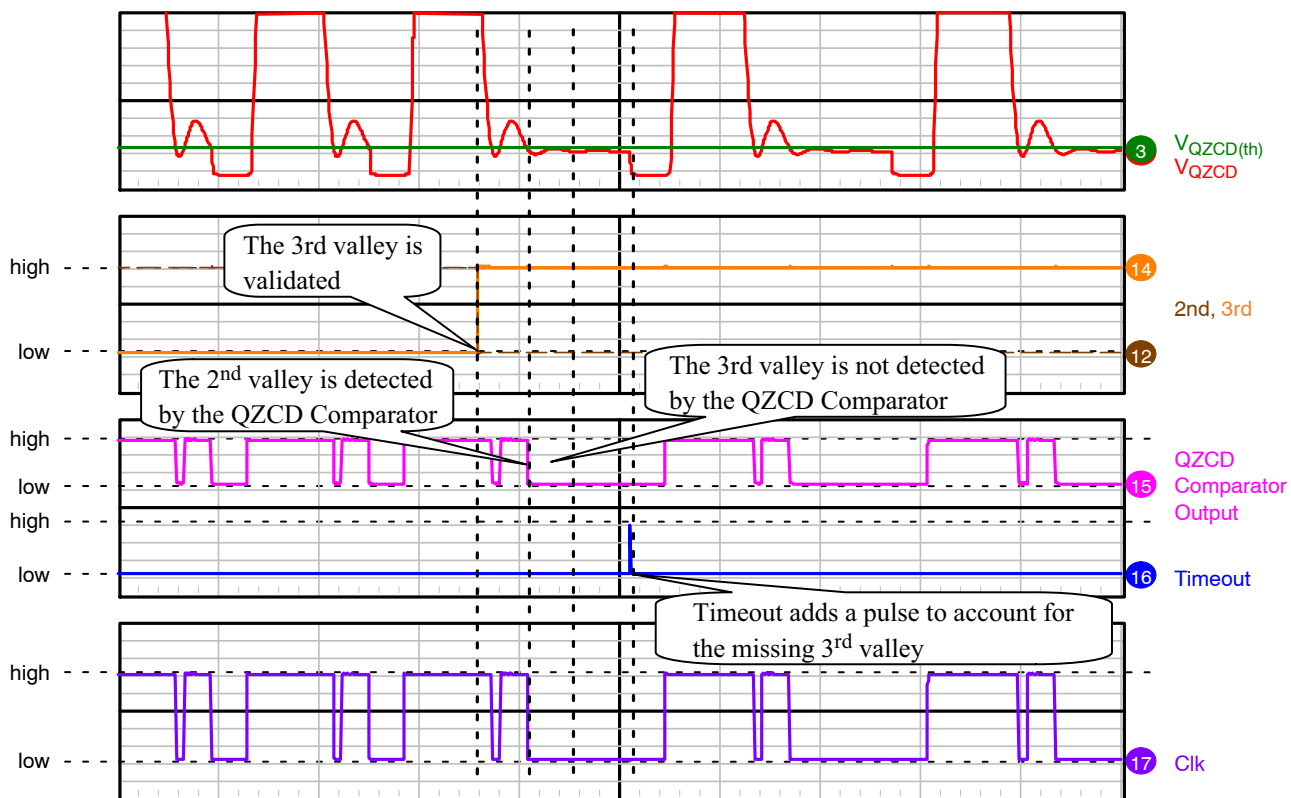 3
V_QZCD(th)
V_QZCD
The 3rd valley is
validated
high
14
2nd, 3rd
low
12
The 2nd valley is detected
by the QZCD Comparator
The 3rd valley is not detected
by the QZCD Comparator
high
low
15
QZCD
Comparator
Output
high
low
16
Timeout
Timeout adds a pulse to account for
the missing 3rd valley
high
low
17
Clk